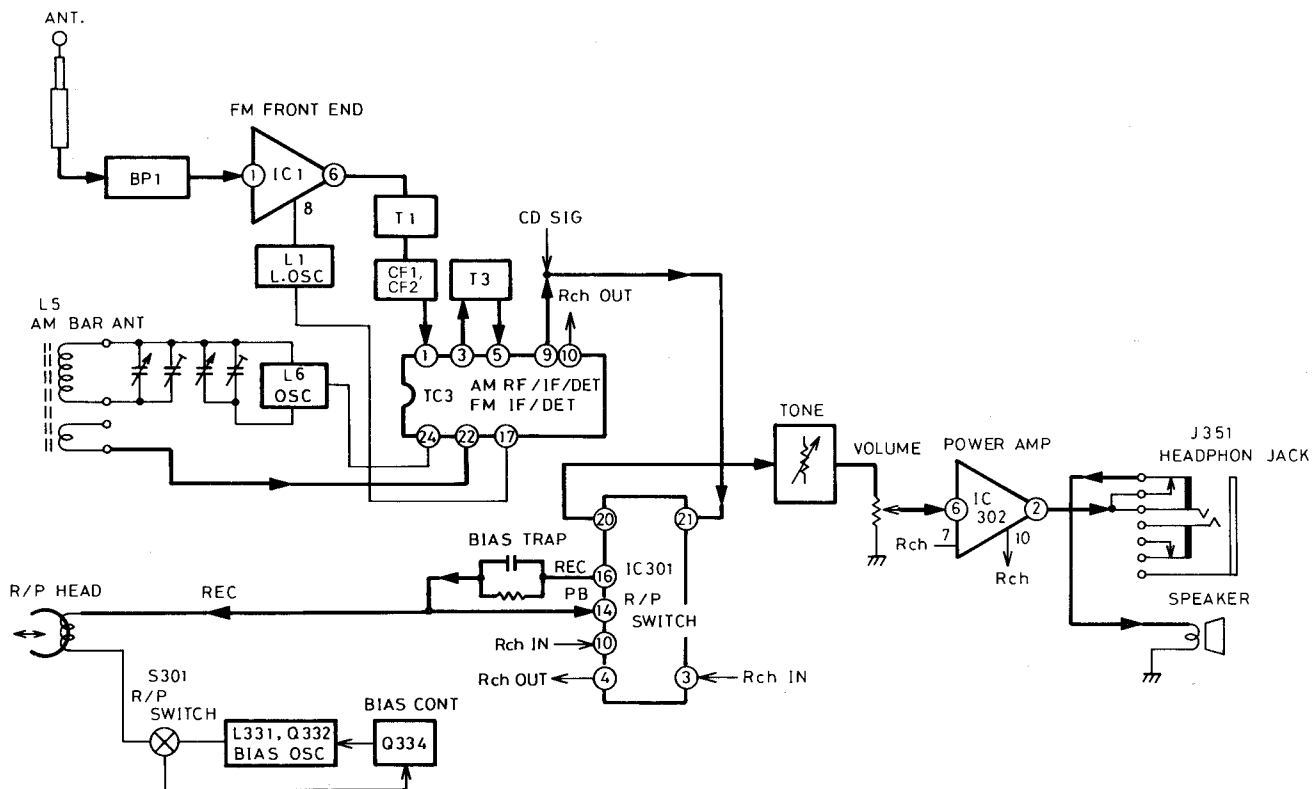 ANT.
FM FRONT END
BP1
1
IC1
6
8
T1
L1
L.OSC
CF1,
CF2
T3
CD SIG
Rch OUT
L5
AM BAR ANT
L6
OSC
1
3
5
9
10
TC3
AM RF/IF/DET
FM IF/DET
24
22
17
TONE
VOLUME
POWER AMP
6
IC
302
2
7
10
Rch
Rch
J351
HEADPHON JACK
SPEAKER
20
21
BIAS TRAP
REC
16
IC301
PB
14
R/P
SWITCH
Rch IN
10
Rch OUT
4
3
Rch IN
R/P HEAD
REC
S301
R/P
SWITCH
L331, Q332
BIAS OSC
BIAS CONT
Q334